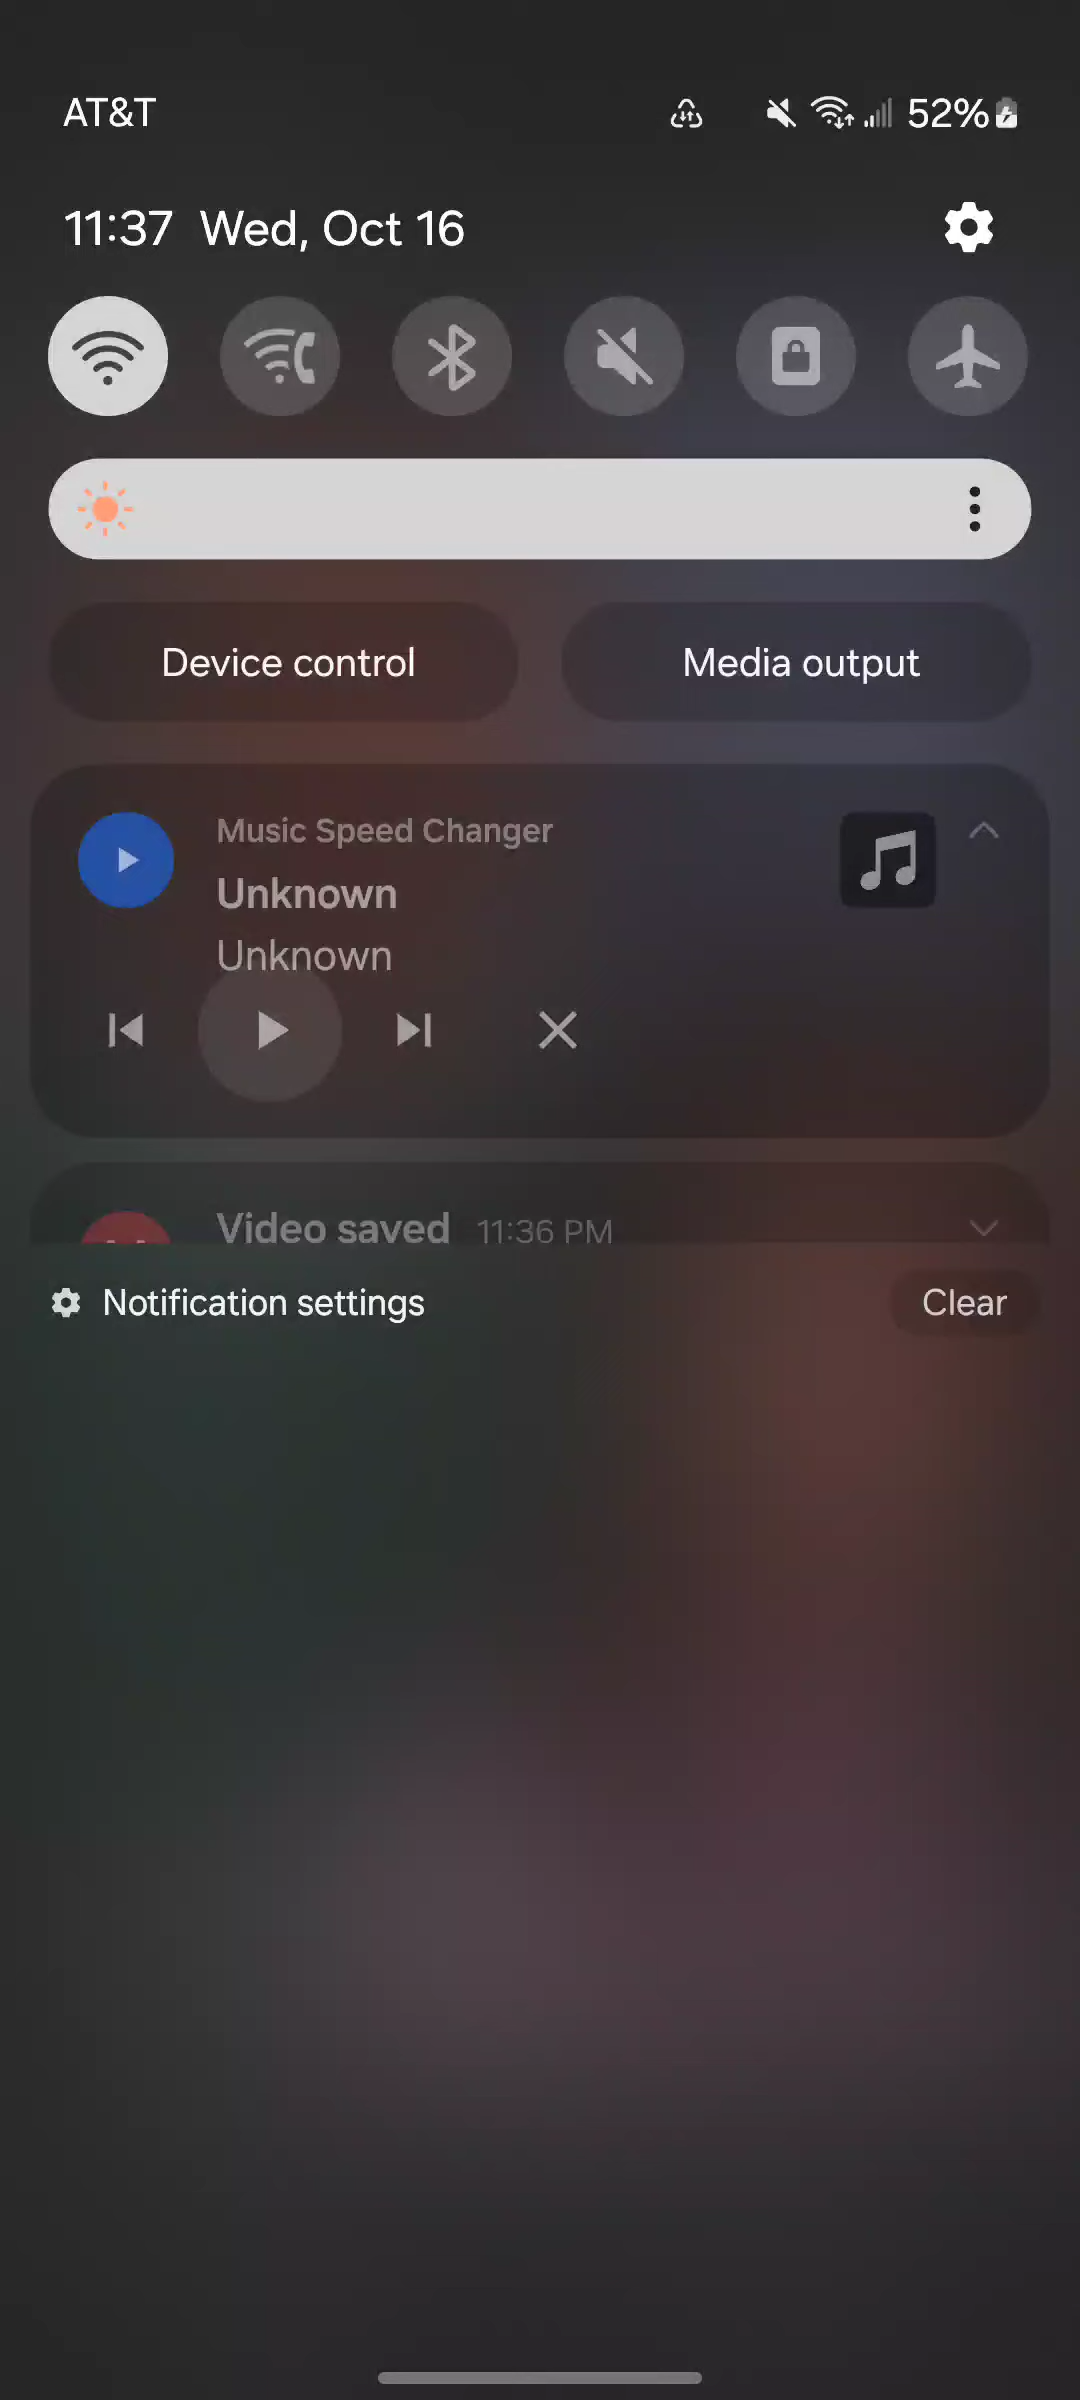 AT&T 52%
11:37 Wed, Oct 16
Device control Media output
Music Speed Changer
Unknown
Unknown
Video saved 11:36 PM
Notification settings Clear